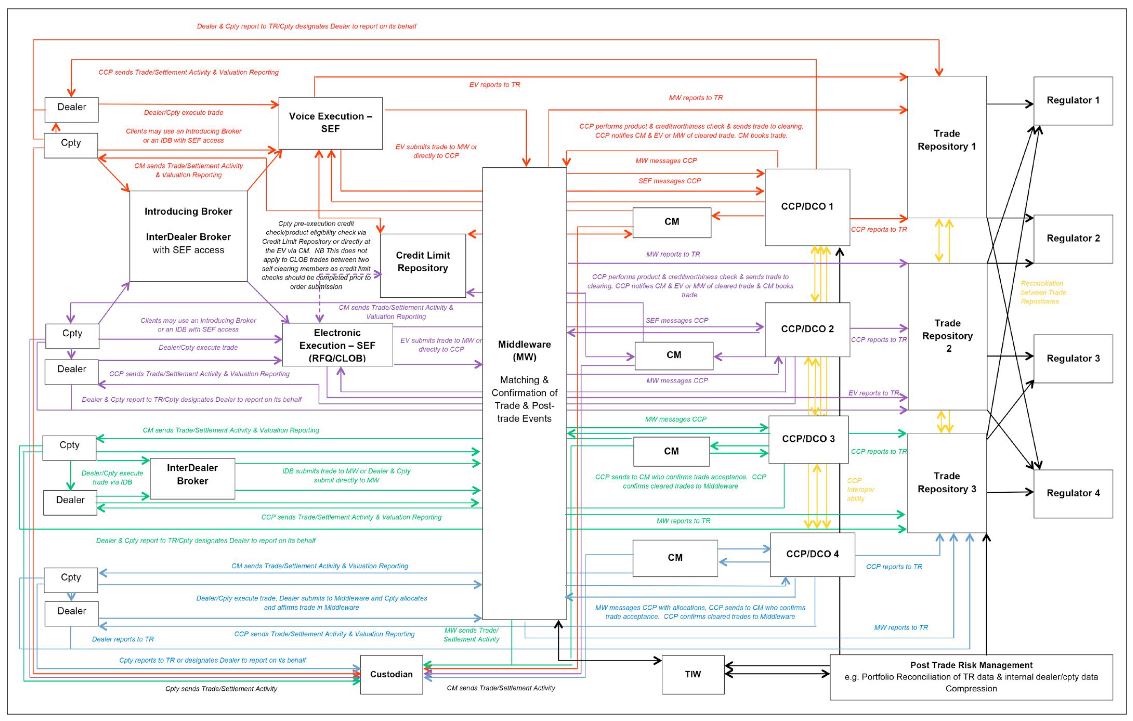 Dealer & Cpty report to TR/Cpty designates Dealer to report on its behalf
CCP sends Trade/Settlement Activity & Valuation Reporting
Dealer
Dealer/Cpty execute trade
Clients may use an Introducing Broker
or an IDB with SEF access
Cpty
CM sends Trade/Settlement Activity
& Valuation Reporting
Voice Execution –
SEF
EV reports to TR
MW reports to TR
EV submits trade to MW or
directly to CCP
CCP performs product & creditworthiness check & sends trade to clearing.
CCP notifies CM & EV or MW of cleared trade. CM books trade.
MW messages CCP
SEF messages CCP
CM
CCP/DCO 1
CCP reports to TR
Trade
Repository 1
Regulator 1
Regulator 2
Introducing Broker
InterDealer Broker
with SEF access
Cpty pre-execution credit
check/product eligibility check via
Credit Limit Repository or directly at
the EV via CM. NB This does not
apply to CLOB trades between two
self clearing members as credit limit
checks should be completed prior to
order submission
Credit Limit
Repository
MW reports to TR
CCP performs product & creditworthiness check & sends trade to
clearing. CCP notifies CM & EV or MW of cleared trade & CM books
trade
Reconciliation
between Trade
Repositories
CM sends Trade/Settlement Activity &
Valuation Reporting
Cpty
Clients may use an Introducing Broker
or an IDB with SEF access
Dealer/Cpty execute trade
Dealer
CCP sends Trade/Settlement Activity & Valuation Reporting
Dealer & Cpty report to TR/Cpty designates Dealer to report on its behalf
Electronic
Execution – SEF
(RFQ/CLOB)
EV submits trade to MW or
directly to CCP
Middleware
(MW)
Matching &
Confirmation of
Trade & Post-
trade Events
SEF messages CCP
CM
MW messages CCP
CCP/DCO 2
CCP reports to TR
EV reports to TR
Trade
Repository
2
Regulator 3
CM sends Trade/Settlement Activity & Valuation Reporting
Cpty
Dealer/Cpty execute
trade via IDB
Dealer
InterDealer
Broker
IDB submits trade to MW or Dealer & Cpty
submit directly to MW
CCP sends Trade/Settlement Activity & Valuation Reporting
Dealer & Cpty report to TR/Cpty designates Dealer to report on its behalf
MW messages CCP
CM
CCP/DCO 3
CCP reports to TR
CCP sends to CM who confirms trade acceptance. CCP
confirms cleared trades to Middleware
CCP
Interoper
ability
MW reports to TR
Trade
Repository 3
Regulator 4
CM sends Trade/Settlement Activity & Valuation Reporting
Cpty
Dealer/Cpty execute trade, Dealer submits to Middleware and Cpty allocates
and affirms trade in Middleware
Dealer
Dealer reports to TR
CCP sends Trade/Settlement Activity & Valuation Reporting
CM
CCP/DCO 4
CCP reports to TR
MW messages CCP with allocations, CCP sends to CM who confirms
trade acceptance. CCP confirms cleared trades to Middleware
MW reports to TR
MW sends Trade/
Settlement Activity
Cpty reports to TR or designates Dealer to report on its behalf
Cpty sends Trade/Settlement Activity
Custodian
CM sends Trade/Settlement Activity
TIW
Post Trade Risk Management
e.g. Portfolio Reconciliation of TR data & internal dealer/cpty data
Compression